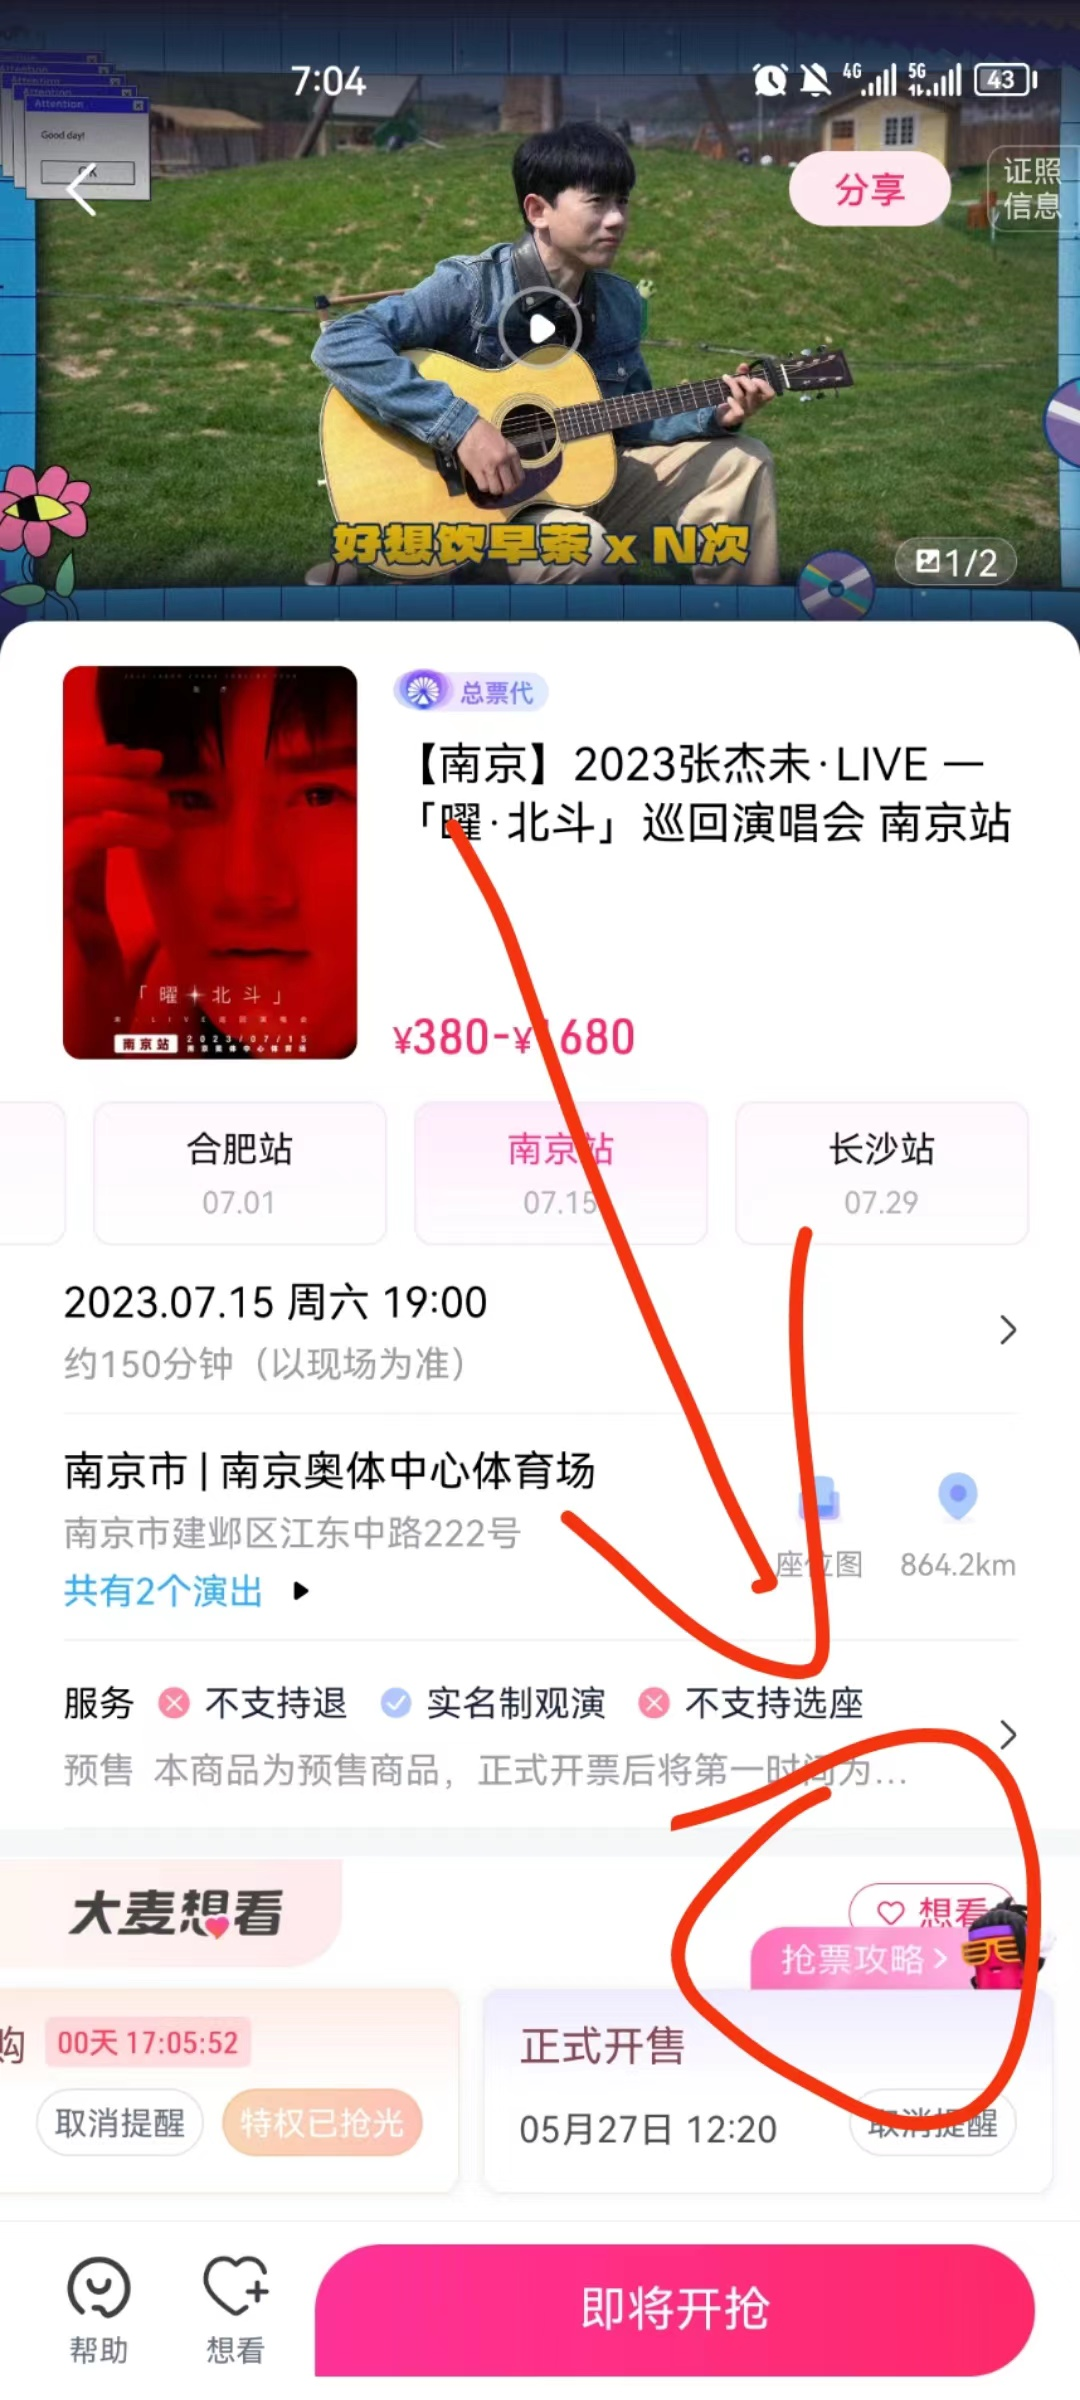 7:04
4G
5G
43
Attention
Attention
Attention
Attention
Good day!
分享
证照
信息
好想饮早茶 x N次
1/2
总票代
【南京】2023张杰未·LIVE —
「曜·北斗」巡回演唱会 南京站
「曜 北斗」
南京站
2023/07/15
¥380-¥1680
合肥站
07.01
南京站
07.15
长沙站
07.29
2023.07.15 周六 19:00
约150分钟（以现场为准）
南京市 | 南京奥体中心体育场
南京市建邺区江东中路222号
共有2个演出
座位图
864.2km
服务 不支持退 实名制观演 不支持选座
预售 本商品为预售商品，正式开票后将第一时间为...
大麦想看
想看
抢票攻略 >
购 00天 17:05:52
取消提醒
特权已抢光
正式开售
05月27日 12:20
取消提醒
帮助
想看
即将开抢